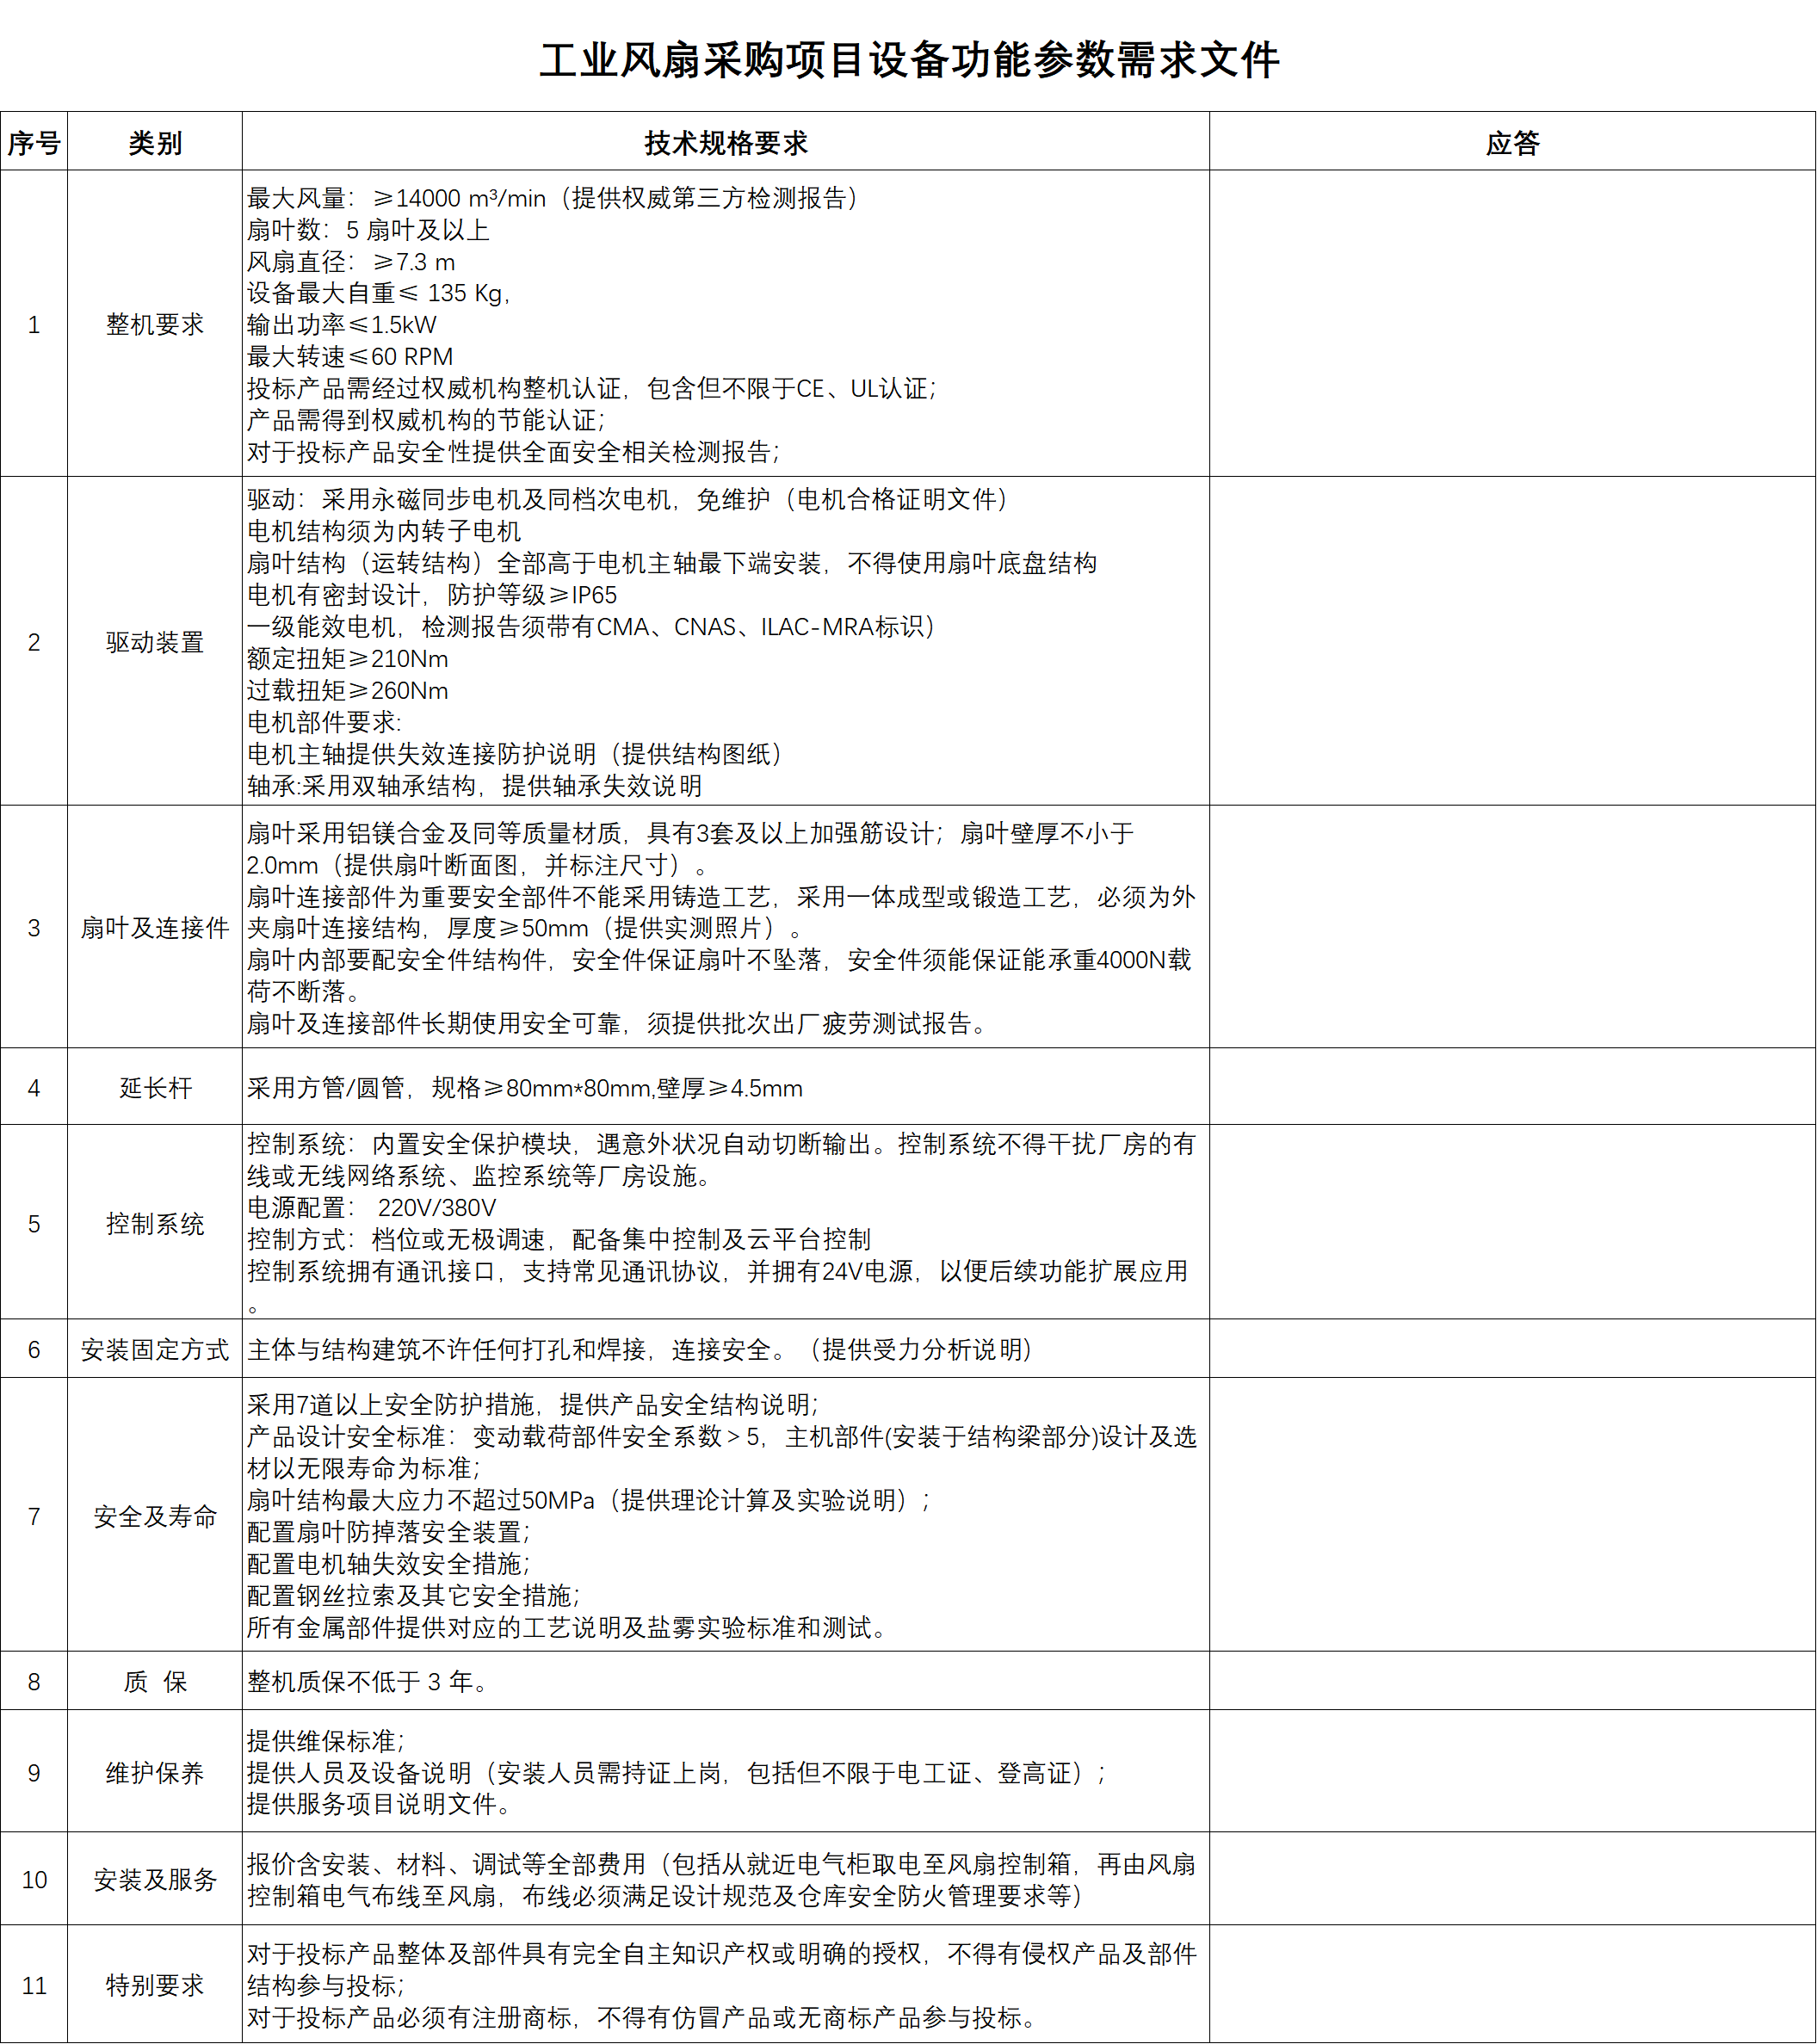 工业风扇采购项目设备功能参数需求文件
序号 类别 技术规格要求 应答
1 整机要求
最大风量：≥14000 m³/min（提供权威第三方检测报告）
扇叶数：5 扇叶及以上
风扇直径：≥7.3 m
设备最大自重≤ 135 Kg，
输出功率≤1.5kW
最大转速≤60 RPM
投标产品需经过权威机构整机认证，包含但不限于CE、UL认证；
产品需得到权威机构的节能认证；
对于投标产品安全性提供全面安全相关检测报告；
2 驱动装置
驱动：采用永磁同步电机及同档次电机，免维护（电机合格证明文件）
电机结构须为内转子电机
扇叶结构（运转结构）全部高于电机主轴最下端安装，不得使用扇叶底盘结构
电机有密封设计，防护等级≥IP65
一级能效电机，检测报告须带有CMA、CNAS、ILAC-MRA标识）
额定扭矩≥210Nm
过载扭矩≥260Nm
电机部件要求:
电机主轴提供失效连接防护说明（提供结构图纸）
轴承:采用双轴承结构，提供轴承失效说明
3 扇叶及连接件
扇叶采用铝镁合金及同等质量材质，具有3套及以上加强筋设计；扇叶壁厚不小于
2.0mm（提供扇叶断面图，并标注尺寸）。
扇叶连接部件为重要安全部件不能采用铸造工艺，采用一体成型或锻造工艺，必须为外
夹扇叶连接结构，厚度≥50mm（提供实测照片）。
扇叶内部要配安全件结构件，安全件保证扇叶不坠落，安全件须能保证能承重4000N载
荷不断落。
扇叶及连接部件长期使用安全可靠，须提供批次出厂疲劳测试报告。
4 延长杆 采用方管/圆管，规格≥80mm*80mm,壁厚≥4.5mm
5 控制系统
控制系统：内置安全保护模块，遇意外状况自动切断输出。控制系统不得干扰厂房的有
线或无线网络系统、监控系统等厂房设施。
电源配置： 220V/380V
控制方式：档位或无极调速，配备集中控制及云平台控制
控制系统拥有通讯接口，支持常见通讯协议，并拥有24V电源，以便后续功能扩展应用
。
6 安装固定方式 主体与结构建筑不许任何打孔和焊接，连接安全。（提供受力分析说明)
7 安全及寿命
采用7道以上安全防护措施，提供产品安全结构说明；
产品设计安全标准：变动载荷部件安全系数＞5，主机部件(安装于结构梁部分)设计及选
材以无限寿命为标准；
扇叶结构最大应力不超过50MPa（提供理论计算及实验说明）；
配置扇叶防掉落安全装置；
配置电机轴失效安全措施；
配置钢丝拉索及其它安全措施；
所有金属部件提供对应的工艺说明及盐雾实验标准和测试。
8 质 保 整机质保不低于 3 年。
9 维护保养
提供维保标准；
提供人员及设备说明（安装人员需持证上岗，包括但不限于电工证、登高证）；
提供服务项目说明文件。
10 安装及服务
报价含安装、材料、调试等全部费用（包括从就近电气柜取电至风扇控制箱，再由风扇
控制箱电气布线至风扇，布线必须满足设计规范及仓库安全防火管理要求等）
11 特别要求
对于投标产品整体及部件具有完全自主知识产权或明确的授权，不得有侵权产品及部件
结构参与投标；
对于投标产品必须有注册商标，不得有仿冒产品或无商标产品参与投标。